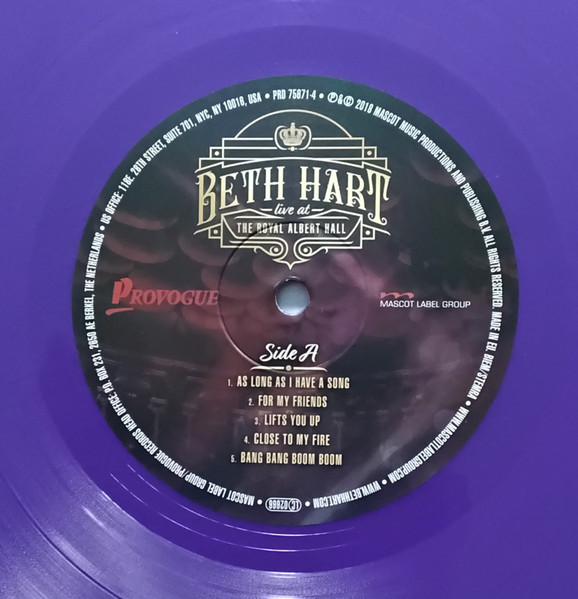 BETH HART
live at
THE ROYAL ALBERT HALL
PROVOGUE
MASCOT LABEL GROUP
Side A
1. AS LONG AS I HAVE A SONG
2. FOR MY FRIENDS
3. LIFTS YOU UP
4. CLOSE TO MY FIRE
5. BANG BANG BOOM BOOM
MASCOT LABEL GROUP/PROVOGUE RECORDS HEAD OFFICE: P.O. BOX 231, 2650 AE BERKEL, THE NETHERLANDS • US OFFICE: 11 E. 26TH STREET, SUITE 701, NYC, NY 10016, USA • PRD 75871-4 • ℗&© 2018 MASCOT MUSIC PRODUCTIONS AND PUBLISHING B.V. ALL RIGHTS RESERVED. MADE IN EU. BIEM/STEMRA • WWW.MASCOTLABELGROUP.COM • WWW.BETHHART.COM • LC 02666 •